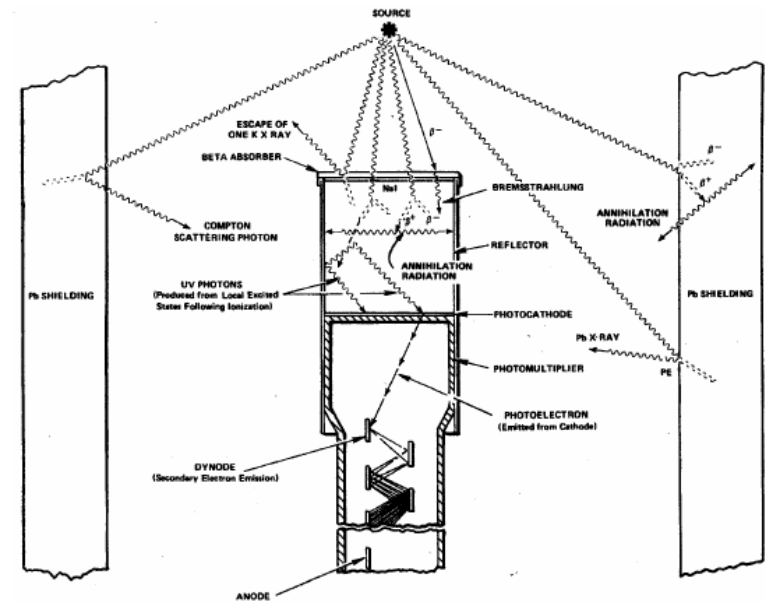 SOURCE
ESCAPE OF
ONE K X RAY
BETA ABSORBER
NaI
β−
BREMSSTRAHLUNG
β−
β+
ANNIHILATION
RADIATION
COMPTON
SCATTERING PHOTON
β+
β−
REFLECTOR
ANNIHILATION
RADIATION
UV PHOTONS
(Produced from Local Excited
States Following Ionization)
Pb SHIELDING
Pb SHIELDING
PHOTOCATHODE
Pb X-RAY
PE
PHOTOMULTIPLIER
PHOTOELECTRON
(Emitted from Cathode)
DYNODE
(Secondary Electron Emission)
ANODE